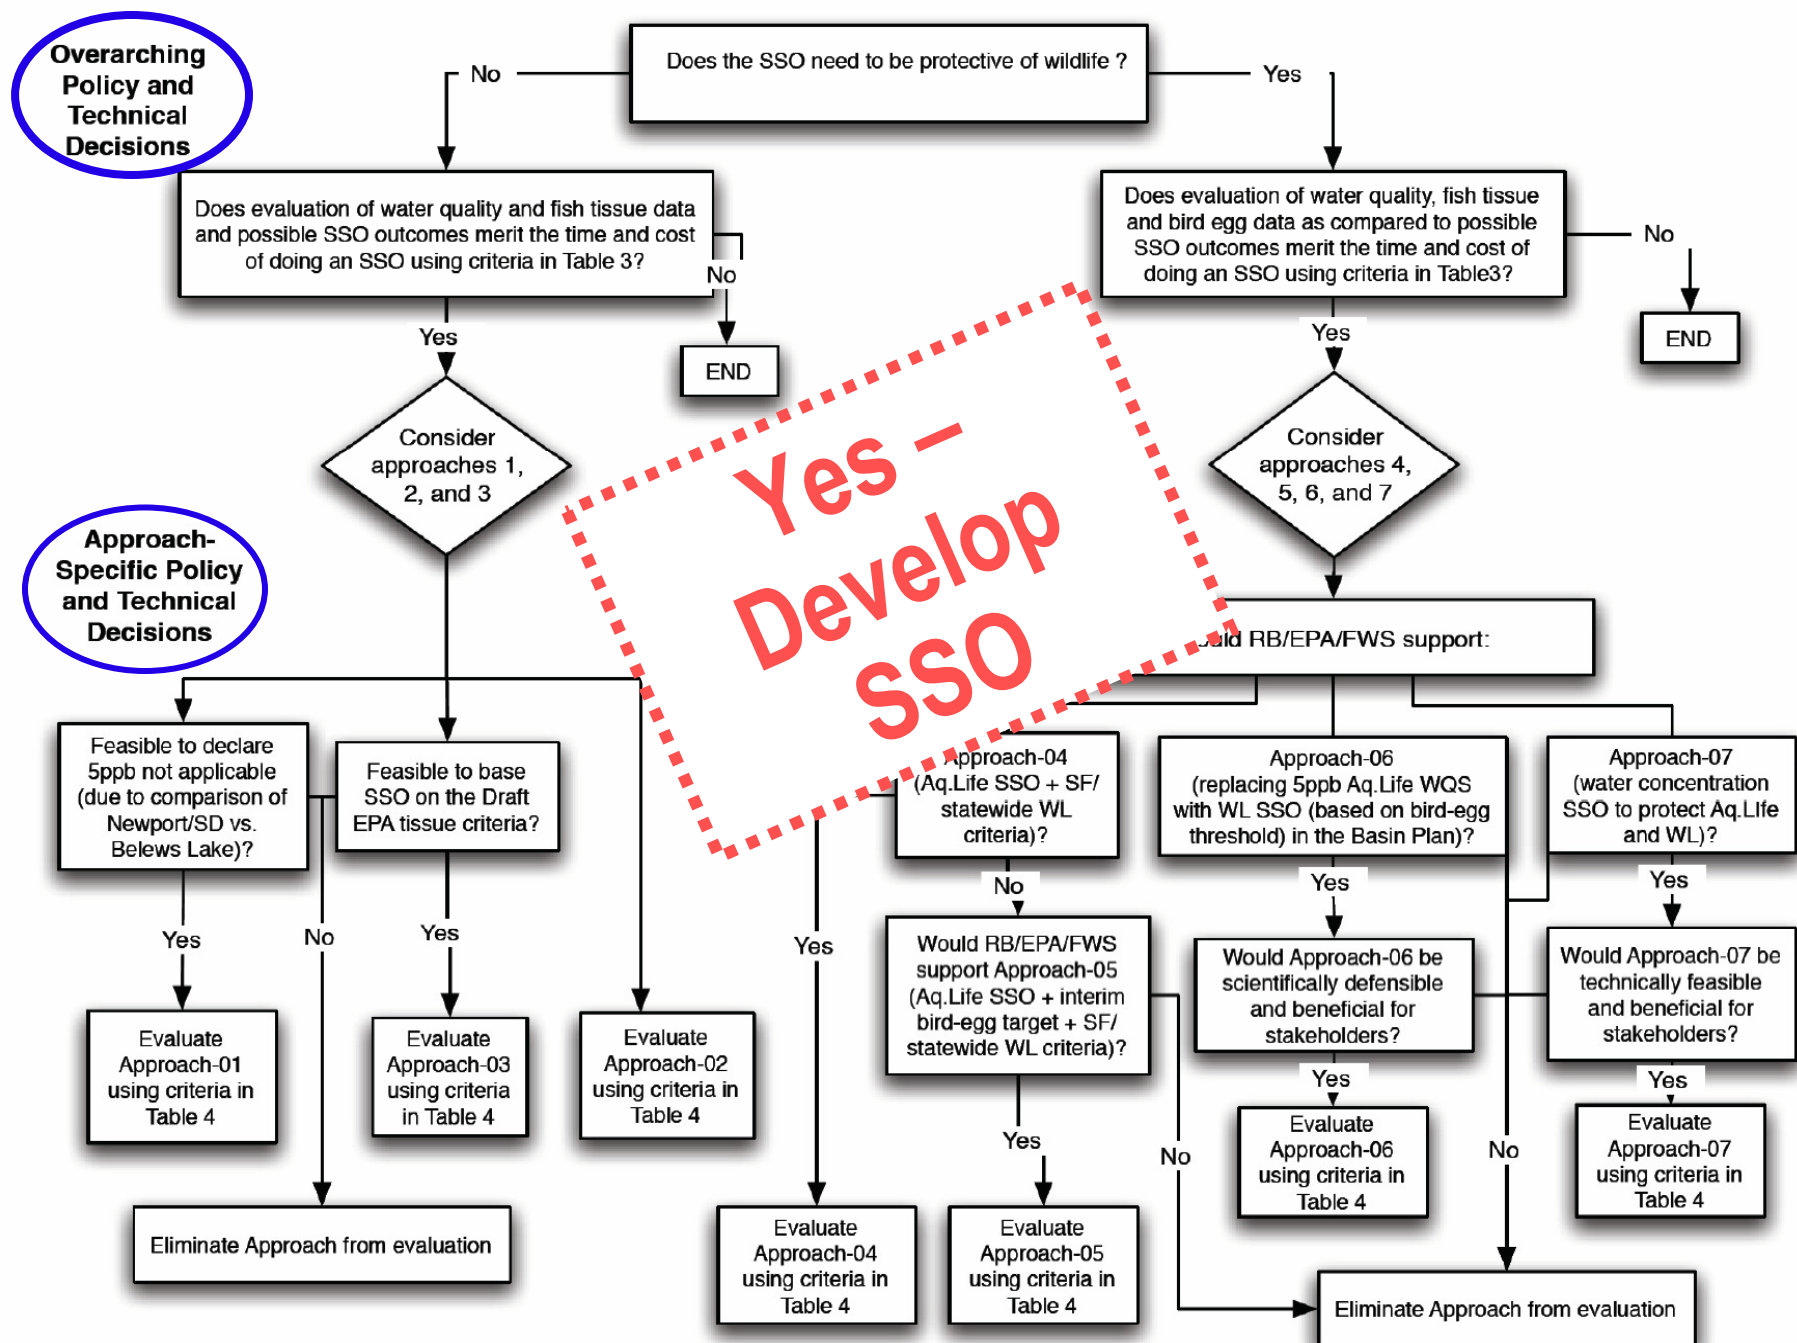 Overarching
Policy and
Technical
Decisions
Does the SSO need to be protective of wildlife ?
No
Yes
Does evaluation of water quality and fish tissue data
and possible SSO outcomes merit the time and cost
of doing an SSO using criteria in Table 3?
No
END
Yes
Does evaluation of water quality, fish tissue
and bird egg data as compared to possible
SSO outcomes merit the time and cost of
doing an SSO using criteria in Table3?
No
END
Yes
Consider
approaches 1,
2, and 3
Consider
approaches 4,
5, 6, and 7
Yes –
Develop
SSO
Approach-
Specific Policy
and Technical
Decisions
RB/EPA/FWS support:
Feasible to declare
5ppb not applicable
(due to comparison of
Newport/SD vs.
Belews Lake)?
Feasible to base
SSO on the Draft
EPA tissue criteria?
Approach-04
(Aq.Life SSO + SF/
statewide WL
criteria)?
Approach-06
(replacing 5ppb Aq.Life WQS
with WL SSO (based on bird-egg
threshold) in the Basin Plan)?
Approach-07
(water concentration
SSO to protect Aq.LIfe
and WL)?
Yes
No
Yes
Yes
No
Yes
Yes
Would RB/EPA/FWS
support Approach-05
(Aq.Life SSO + interim
bird-egg target + SF/
statewide WL criteria)?
Would Approach-06 be
scientifically defensible
and beneficial for
stakeholders?
Would Approach-07 be
technically feasible
and beneficial for
stakeholders?
Evaluate
Approach-01
using criteria in
Table 4
Evaluate
Approach-03
using criteria
in Table 4
Evaluate
Approach-02
using criteria in
Table 4
Yes
No
Yes
No
Yes
Evaluate
Approach-06
using criteria in
Table 4
Evaluate
Approach-07
using criteria in
Table 4
Eliminate Approach from evaluation
Evaluate
Approach-04
using criteria in
Table 4
Evaluate
Approach-05
using criteria in
Table 4
Eliminate Approach from evaluation